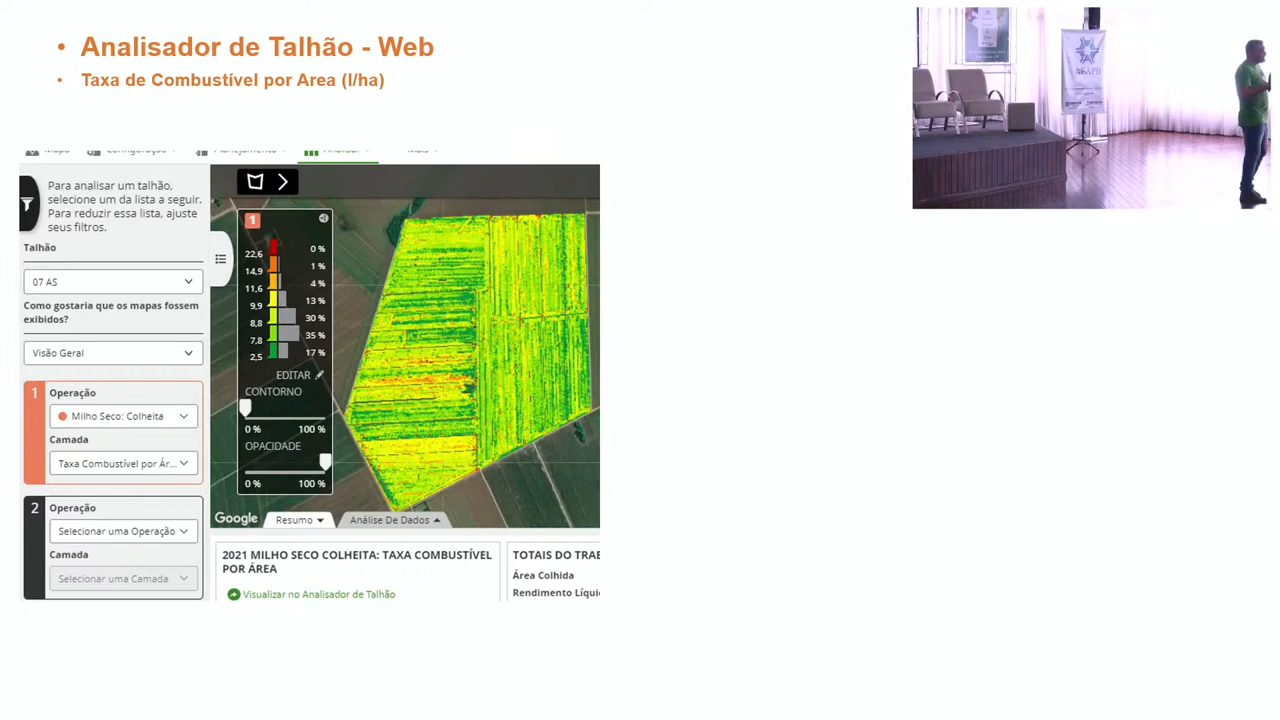 • Analisador de Talhão - Web
• Taxa de Combustível por Area (l/ha)
Mapa Configuração Planejamento Analisar Mais
Para analisar um talhão,
selecione um da lista a seguir.
Para reduzir essa lista, ajuste
seus filtros.
Talhão
07 AS
Como gostaria que os mapas fossem
exibidos?
Visão Geral
1 Operação
Milho Seco: Colheita
Camada
Taxa Combustível por Ár...
2 Operação
Selecionar uma Operação
Camada
Selecionar uma Camada
1
0 %
22,6
1 %
14,9
4 %
11,6
13 %
9,9
30 %
8,8
35 %
7,8
17 %
2,5
EDITAR
CONTORNO
0 % 100 %
OPACIDADE
0 % 100 %
Google
Resumo
Análise De Dados
2021 MILHO SECO COLHEITA: TAXA COMBUSTÍVEL
POR ÁREA
Visualizar no Analisador de Talhão
TOTAIS DO TRAB
Área Colhida
Rendimento Líqui